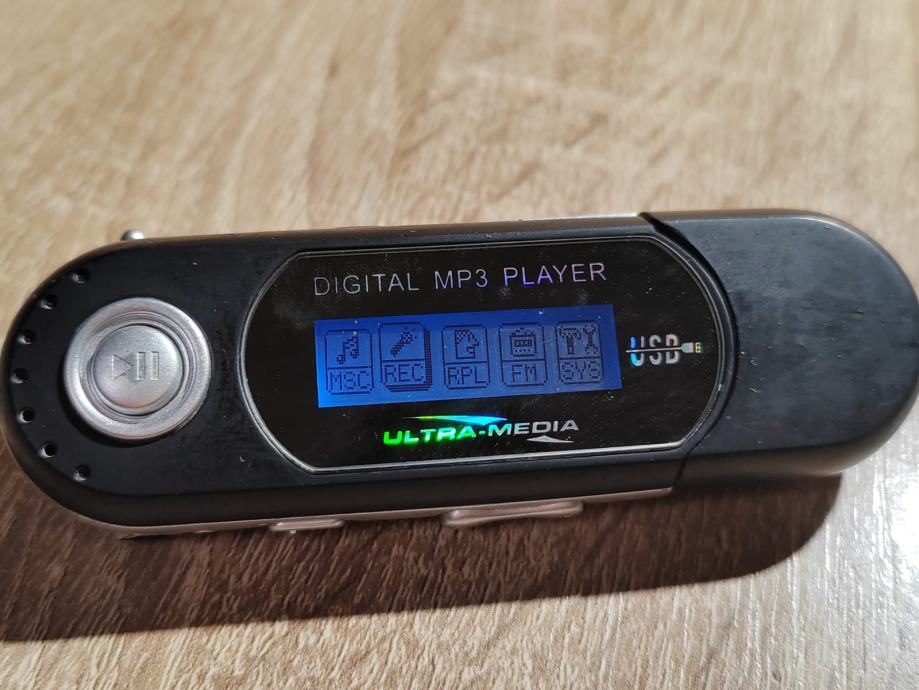 DIGITAL MP3 PLAYER
MSC REC RPL FM SYS
USB
ULTRA-MEDIA